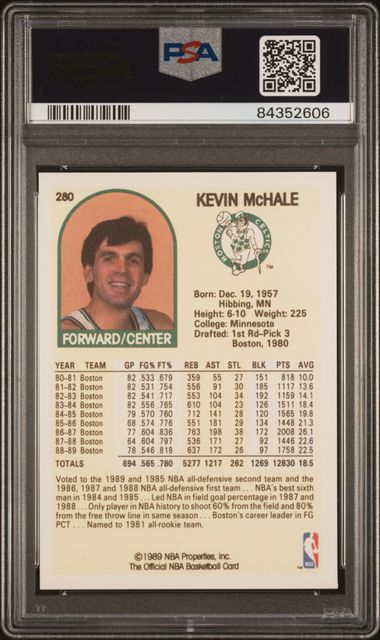 PSA
PSA
84352606
280
KEVIN McHALE
BOSTON CELTICS
TM
Born: Dec. 19, 1957
Hibbing, MN
Height: 6-10 Weight: 225
College: Minnesota
Drafted: 1st Rd–Pick 3
Boston, 1980
FORWARD/CENTER
YEAR TEAM GP FG% FT% REB AST STL BLK PTS AVG
80-81 Boston 82 .533 .679 359 55 27 151 818 10.0
81-82 Boston 82 .531 .754 556 91 30 185 1117 13.6
82-83 Boston 82 .541 .717 553 104 34 192 1159 14.1
83-84 Boston 82 .556 .765 610 104 23 126 1511 18.4
84-85 Boston 79 .570 .760 712 141 28 120 1565 19.8
85-86 Boston 68 .574 .776 551 181 29 134 1448 21.3
86-87 Boston 77 .604 .836 763 198 38 172 2008 26.1
87-88 Boston 64 .604 .797 536 171 27 92 1446 22.6
88-89 Boston 78 .546 .818 637 172 26 97 1758 22.5
TOTALS 694 .565 .780 5277 1217 262 1269 12830 18.5
Voted to the 1989 and 1985 NBA all-defensive second team and the
1986, 1987 and 1988 NBA all-defensive first team . . . NBA's best sixth
man in 1984 and 1985 . . . Led NBA in field goal percentage in 1987 and
1988 . . . Only player in NBA history to shoot 60% from the field and 80%
from the free throw line in same season . . . Boston's career leader in FG
PCT . . . Named to 1981 all-rookie team.
©1989 NBA Properties, Inc.
The Official NBA Basketball Card
NBA
TM